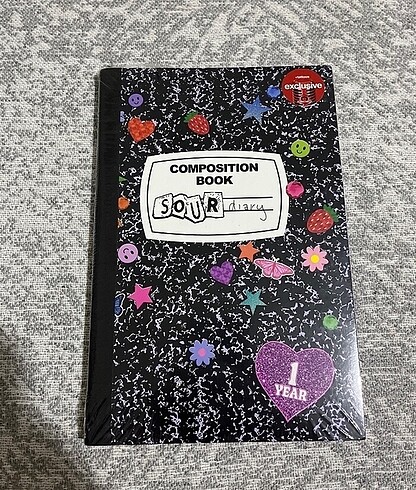 exclusive
COMPOSITION
BOOK
SOUR diary
1
YEAR